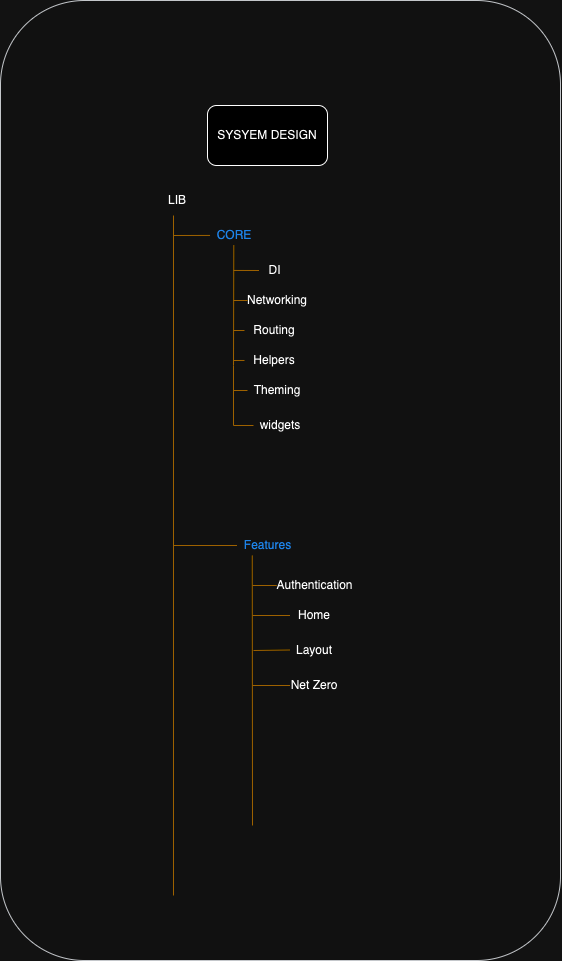 SYSYEM DESIGN
LIB
CORE
DI
Networking
Routing
Helpers
Theming
widgets
Features
Authentication
Home
Layout
Net Zero